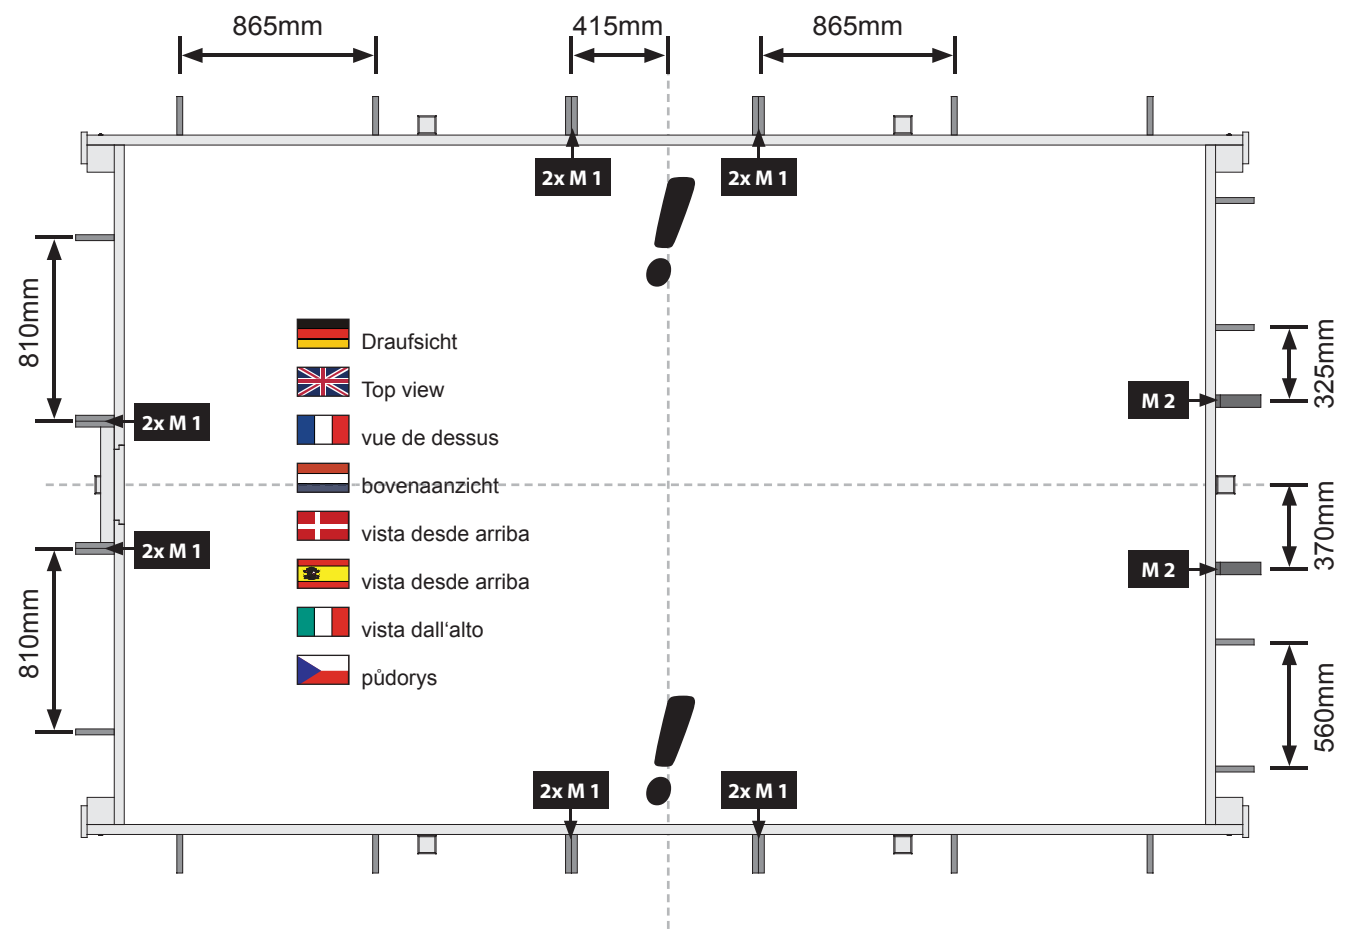 865mm
415mm
865mm
2x M 1
2x M 1
810mm
325mm
Draufsicht
Top view
M 2
2x M 1
vue de dessus
bovenaanzicht
370mm
vista desde arriba
2x M 1
M 2
vista desde arriba
810mm
vista dall‘alto
560mm
půdorys
2x M 1
2x M 1